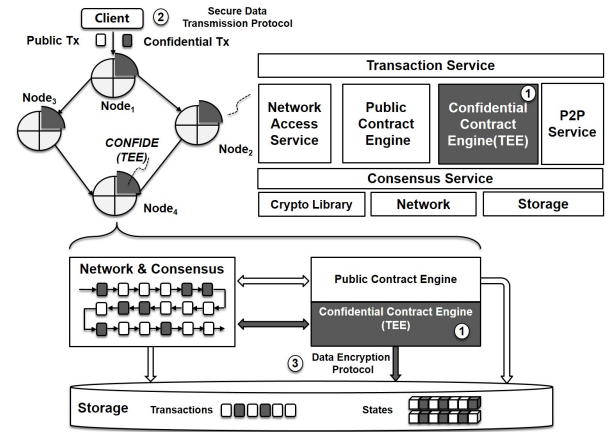 Client
2
Secure Data
Transmission Protocol
Public Tx
Confidential Tx
Node1
Node3
Node2
CONFIDE
(TEE)
Node4
Transaction Service
Network
Access
Service
Public
Contract
Engine
1
Confidential
Contract
Engine(TEE)
P2P
Service
Consensus Service
Crypto Library
Network
Storage
Network & Consensus
Public Contract Engine
Confidential Contract Engine
(TEE)
1
3
Data Encryption
Protocol
Storage
Transactions
States